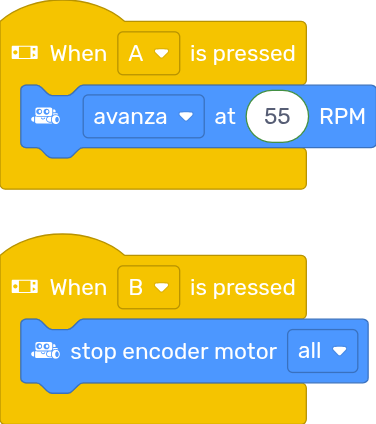 When A is pressed
avanza at 55 RPM
When B is pressed
stop encoder motor all